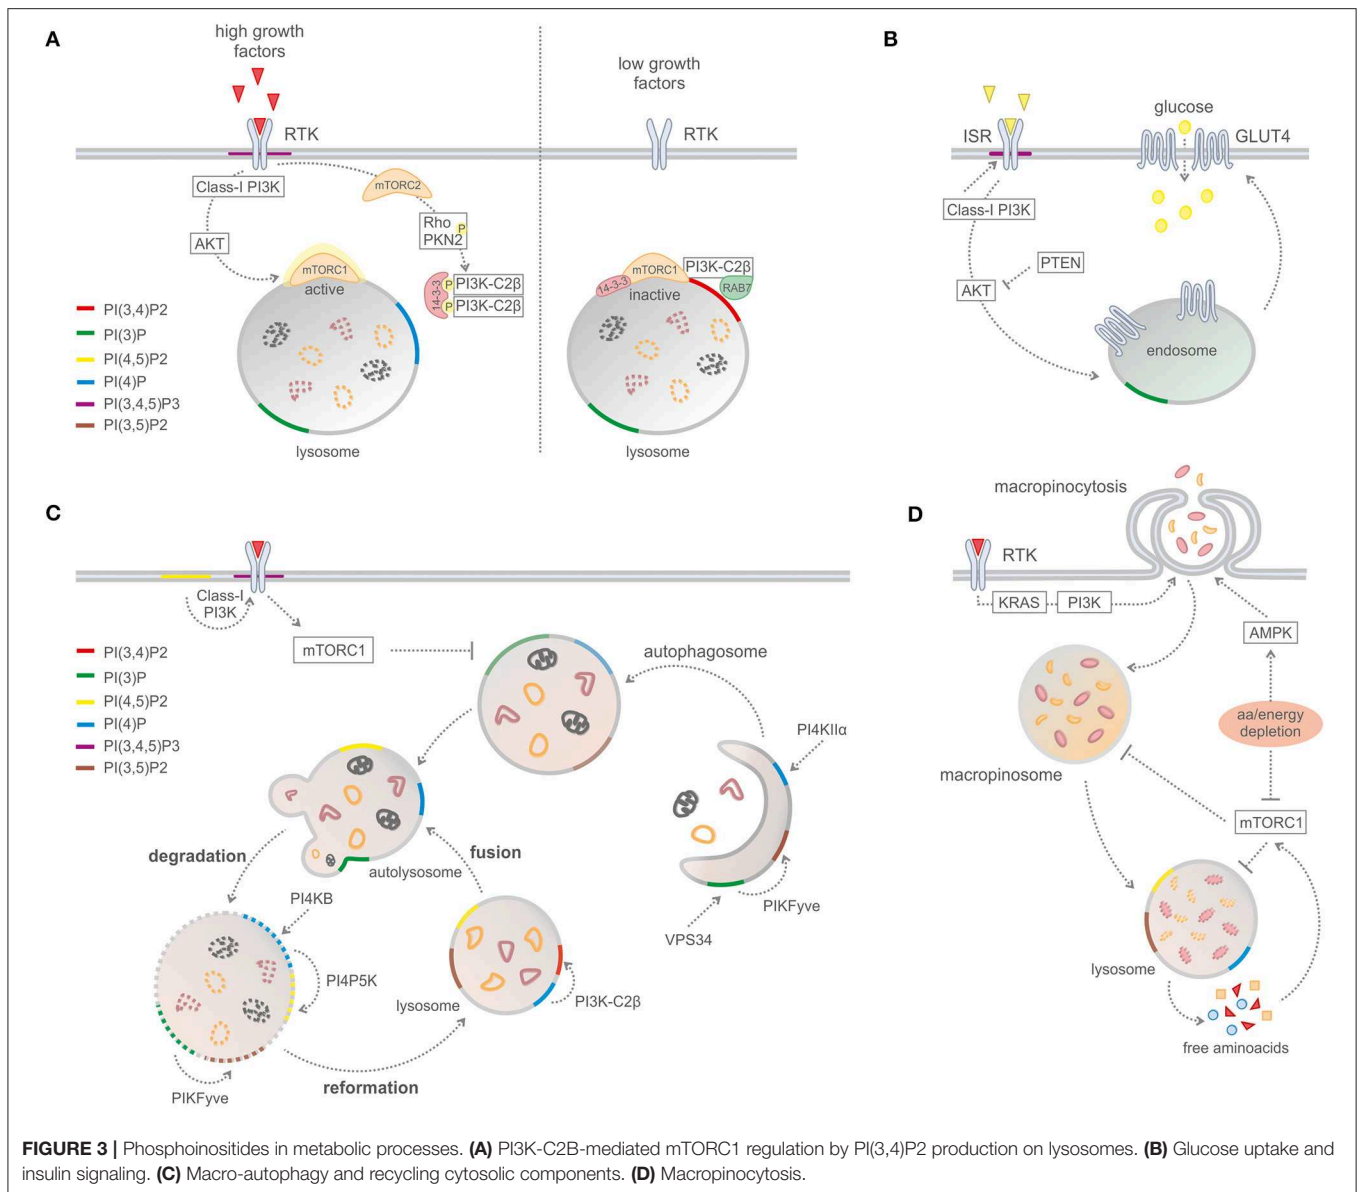 A
high growth
factors
RTK
Class-I PI3K
mTORC2
AKT
Rho
PKN2
P
mTORC1
active
14-3-3
P
PI3K-C2β
P
PI3K-C2β
lysosome
low growth
factors
RTK
14-3-3
mTORC1
inactive
PI3K-C2β
RAB7
lysosome
PI(3,4)P2
PI(3)P
PI(4,5)P2
PI(4)P
PI(3,4,5)P3
PI(3,5)P2
B
ISR
glucose
GLUT4
Class-I PI3K
PTEN
AKT
endosome
C
Class-I
PI3K
mTORC1
autophagosome
PI(3,4)P2
PI(3)P
PI(4,5)P2
PI(4)P
PI(3,4,5)P3
PI(3,5)P2
PI4KIIα
degradation
autolysosome
fusion
PI4KB
PIKFyve
VPS34
PI4P5K
lysosome
PI3K-C2β
reformation
PIKFyve
D
macropinocytosis
RTK
KRAS
PI3K
AMPK
aa/energy
depletion
macropinosome
mTORC1
lysosome
free aminoacids
FIGURE 3 | Phosphoinositides in metabolic processes. (A) PI3K-C2B-mediated mTORC1 regulation by PI(3,4)P2 production on lysosomes. (B) Glucose uptake and
insulin signaling. (C) Macro-autophagy and recycling cytosolic components. (D) Macropinocytosis.